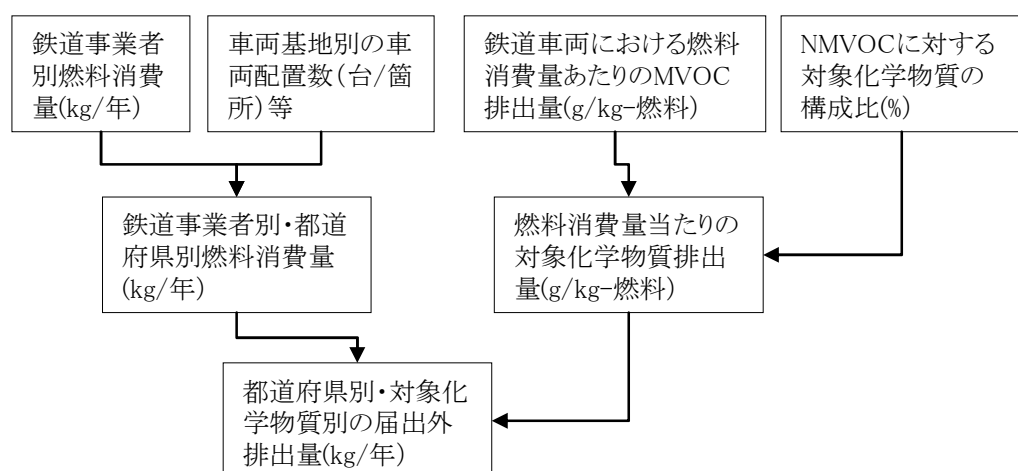 鉄道事業者
別燃料消費
量(kg/年)
車両基地別の車
両配置数（台/箇
所）等
鉄道車両における燃料
消費量あたりのMVOC
排出量(g/kg-燃料)
NMVOCに対する
対象化学物質の
構成比(%)
鉄道事業者別・都道
府県別燃料消費量
(kg/年)
燃料消費量当たりの
対象化学物質排出
量(g/kg-燃料)
都道府県別・対象化
学物質別の届出外
排出量(kg/年)